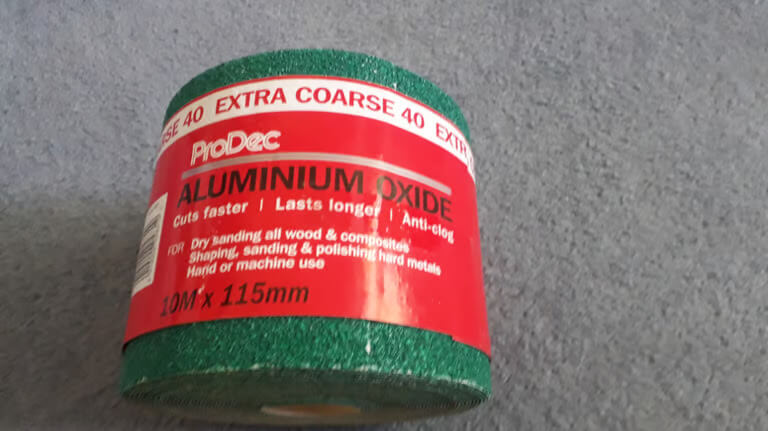 SE 40 EXTRA COARSE 40 EXTR
ProDec
ALUMINIUM OXIDE
Cuts faster | Lasts longer | Anti-clog
FOR Dry sanding all wood & composites
Shaping, sanding & polishing hard metals
Hand or machine use
10M x 115mm